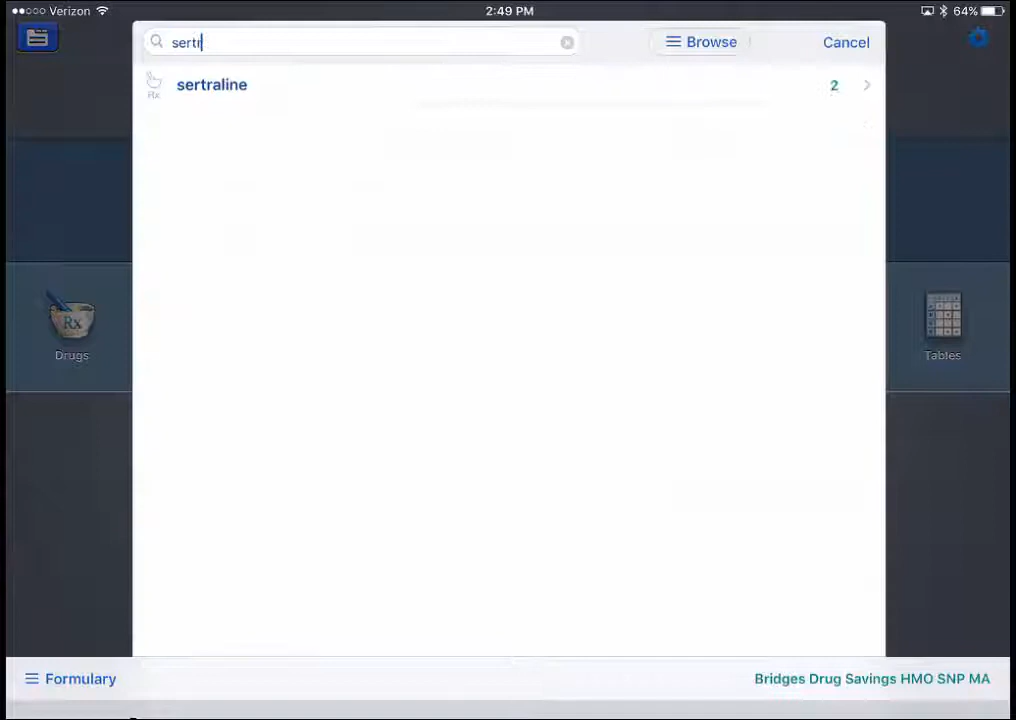 Verizon 2:49 PM 64%
sertr Browse Cancel
Rx sertraline 2
Rx
Drugs Tables
Formulary Bridges Drug Savings HMO SNP MA